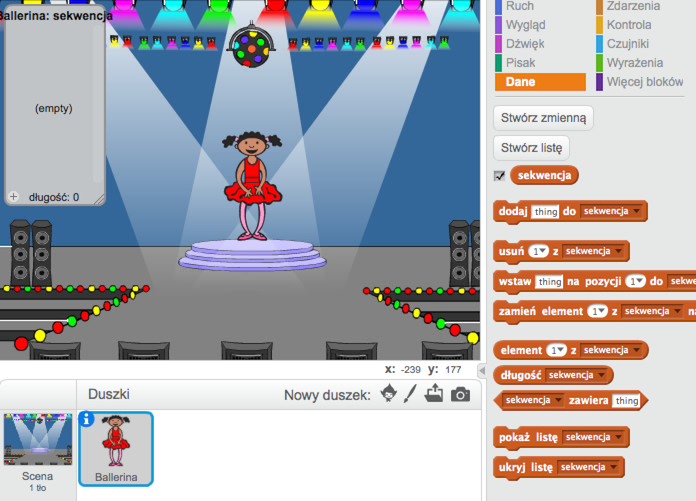 Ballerina: sekwencja
(empty)
+ długość: 0
x: -239 y: 177
Duszki
Nowy duszek:
Scena
1 tło
i
Ballerina
Ruch
Wygląd
Dźwięk
Pisak
Dane
Zdarzenia
Kontrola
Czujniki
Wyrażenia
Więcej bloków
Stwórz zmienną
Stwórz listę
sekwencja
dodaj thing do sekwencja
usuń 1 z sekwencja
wstaw thing na pozycji 1 do sekwe
zamień element 1 z sekwencja na
element 1 z sekwencja
długość sekwencja
sekwencja zawiera thing
pokaż listę sekwencja
ukryj listę sekwencja